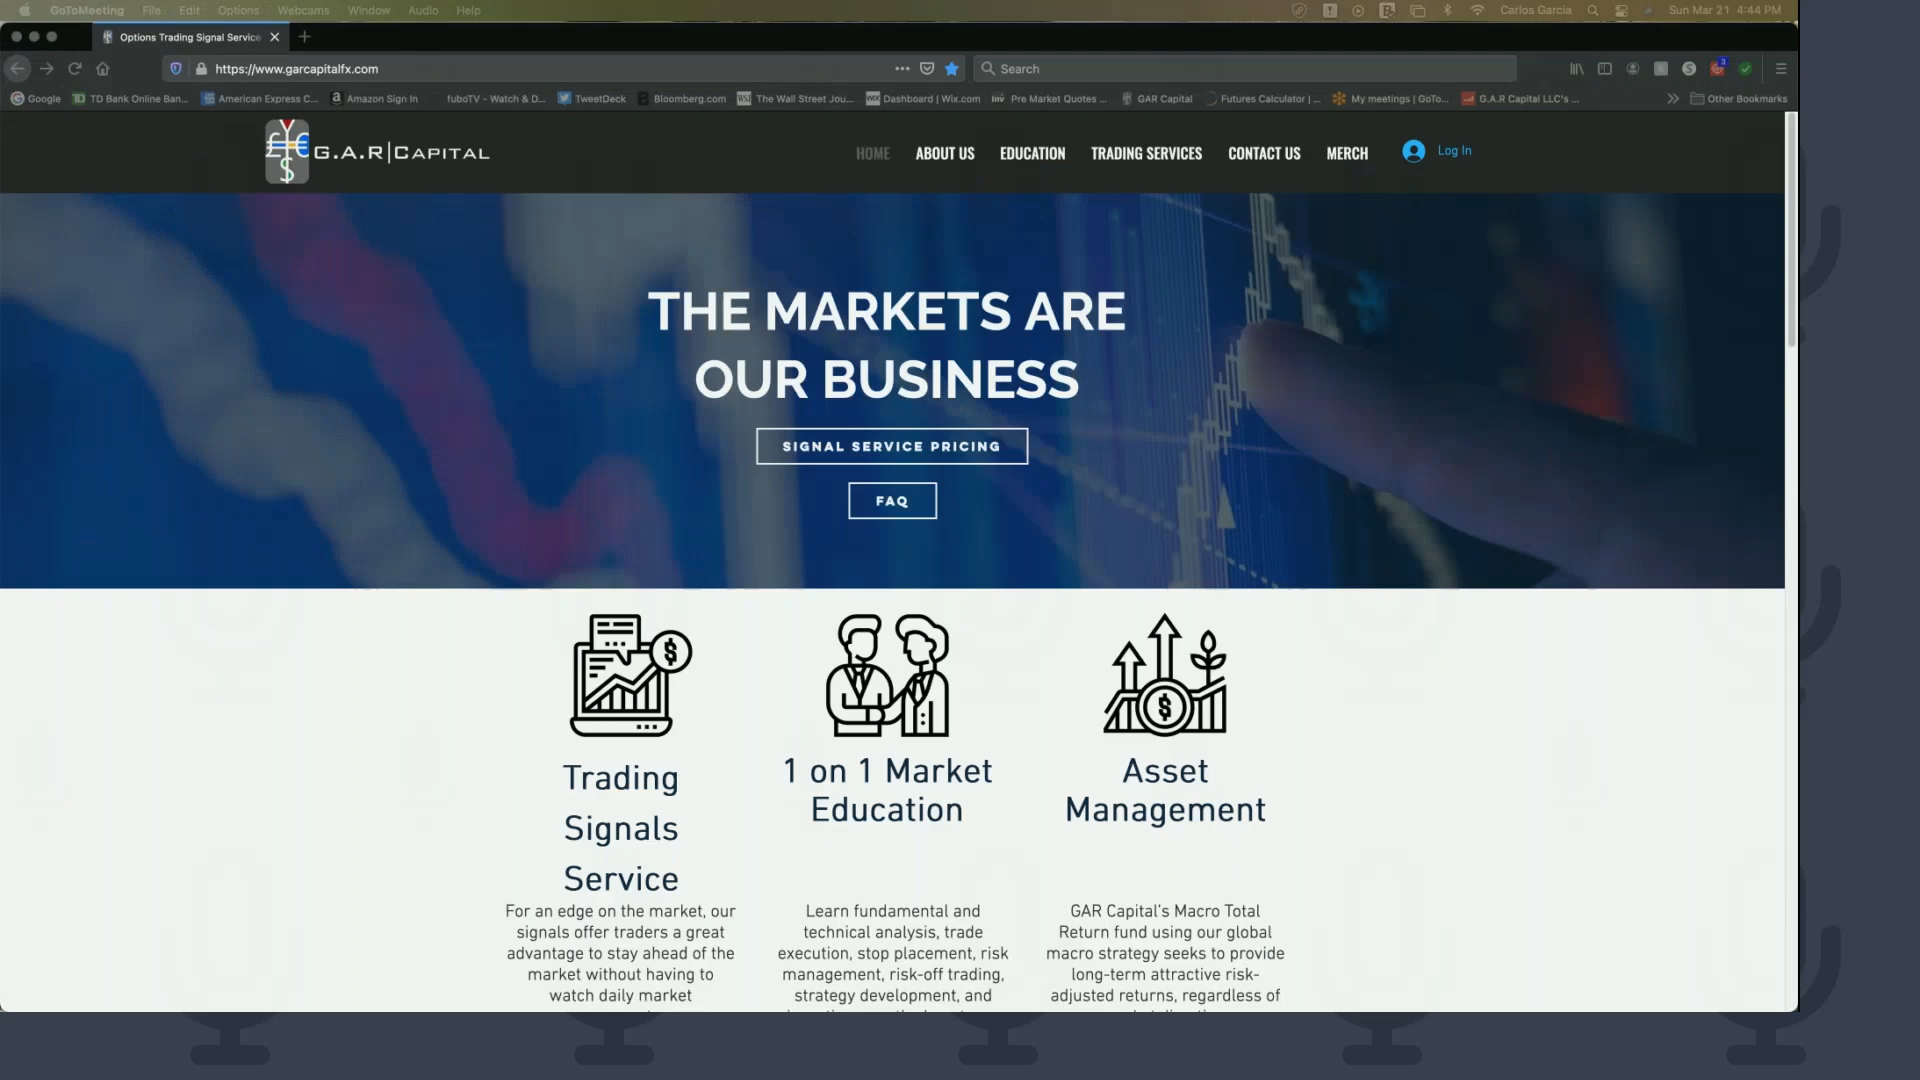 GoToMeeting File Edit Options Webcams Window Audio Help Carlos Garcia Sun Mar 21 4:44 PM
Options Trading Signal Service
https://www.garcapitalfx.com Search
Google TD Bank Online Ban... American Express C... Amazon Sign In fuboTV - Watch & D... TweetDeck Bloomberg.com The Wall Street Jou... Dashboard | Wix.com Pre Market Quotes ... GAR Capital Futures Calculator | ... My meetings | GoTo... G.A.R Capital LLC's ... Other Bookmarks
G.A.R|CAPITAL
HOME ABOUT US EDUCATION TRADING SERVICES CONTACT US MERCH Log In
THE MARKETS ARE
OUR BUSINESS
SIGNAL SERVICE PRICING
FAQ
Trading
Signals
Service
For an edge on the market, our
signals offer traders a great
advantage to stay ahead of the
market without having to
watch daily market
1 on 1 Market
Education
Learn fundamental and
technical analysis, trade
execution, stop placement, risk
management, risk-off trading,
strategy development, and
Asset
Management
GAR Capital's Macro Total
Return fund using our global
macro strategy seeks to provide
long-term attractive risk-
adjusted returns, regardless of